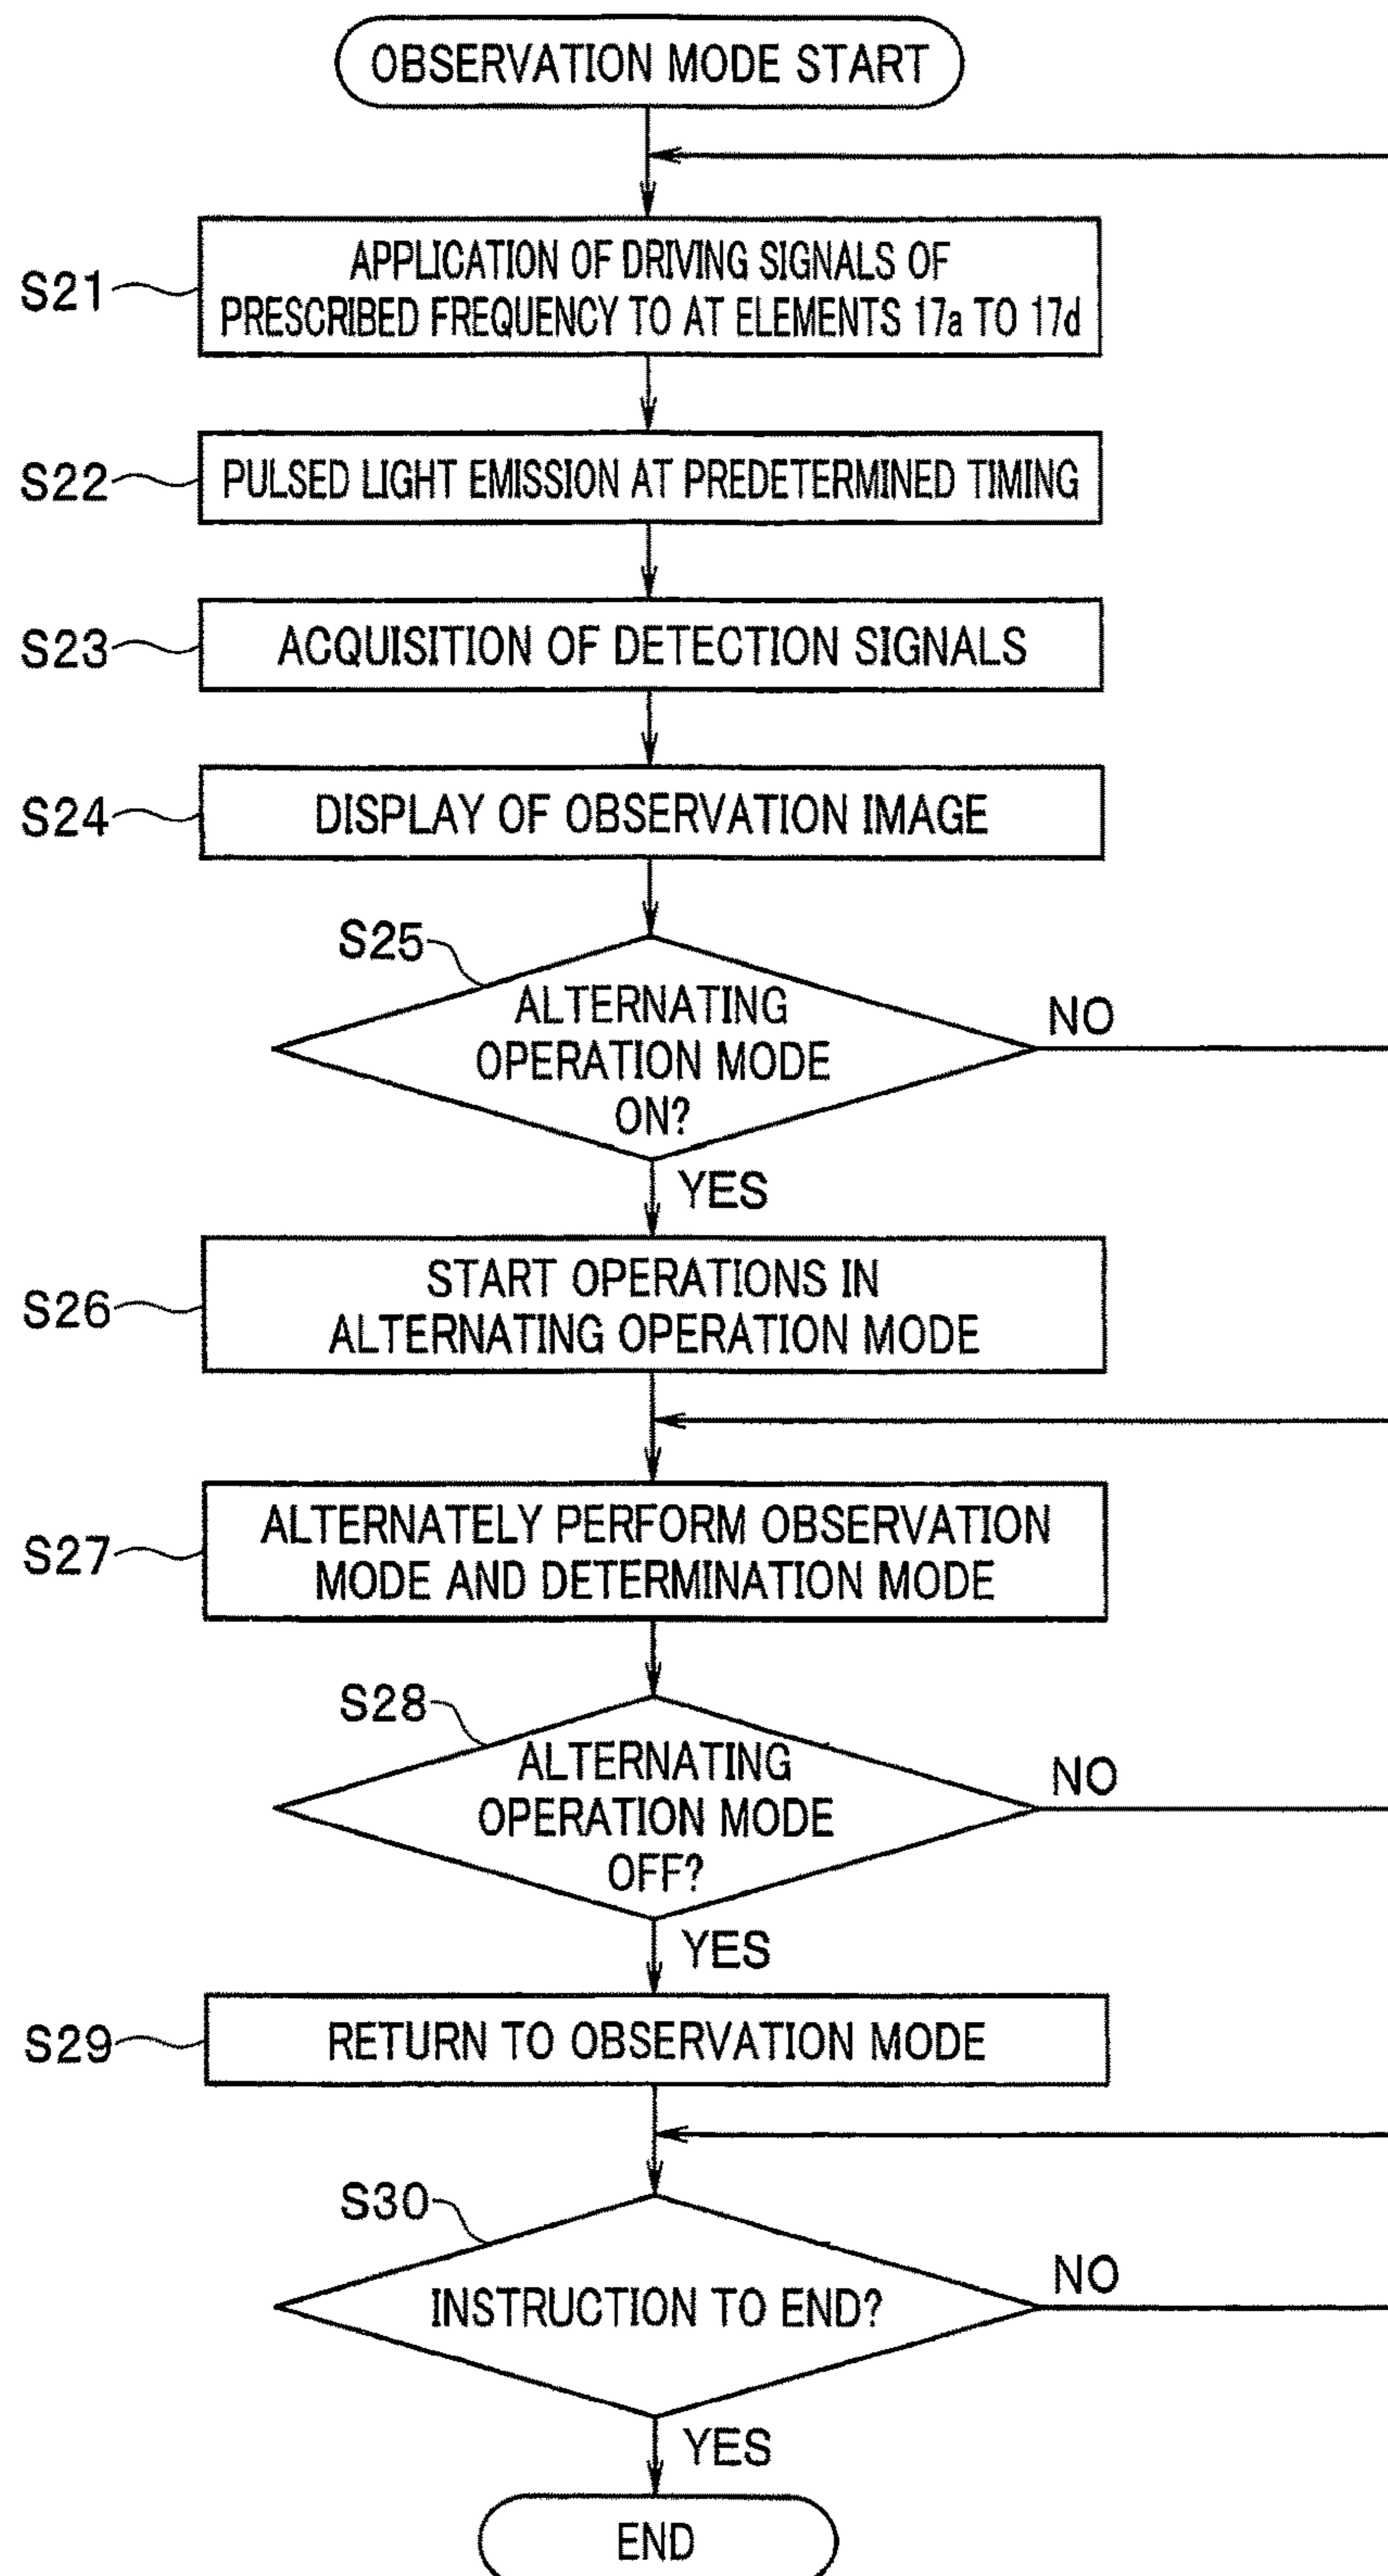 OBSERVATION MODE START
S21
APPLICATION OF DRIVING SIGNALS OF
PRESCRIBED FREQUENCY TO AT ELEMENTS 17a TO 17d
S22
PULSED LIGHT EMISSION AT PREDETERMINED TIMING
S23
ACQUISITION OF DETECTION SIGNALS
S24
DISPLAY OF OBSERVATION IMAGE
S25
ALTERNATING
OPERATION MODE
ON?
NO
YES
S26
START OPERATIONS IN
ALTERNATING OPERATION MODE
S27
ALTERNATELY PERFORM OBSERVATION
MODE AND DETERMINATION MODE
S28
ALTERNATING
OPERATION MODE
OFF?
NO
YES
S29
RETURN TO OBSERVATION MODE
S30
INSTRUCTION TO END?
NO
YES
END